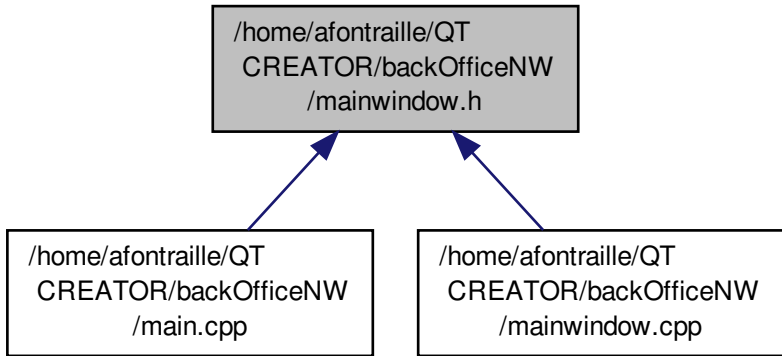 /home/afontraille/QT
CREATOR/backOfficeNW
/mainwindow.h
/home/afontraille/QT
CREATOR/backOfficeNW
/main.cpp
/home/afontraille/QT
CREATOR/backOfficeNW
/mainwindow.cpp